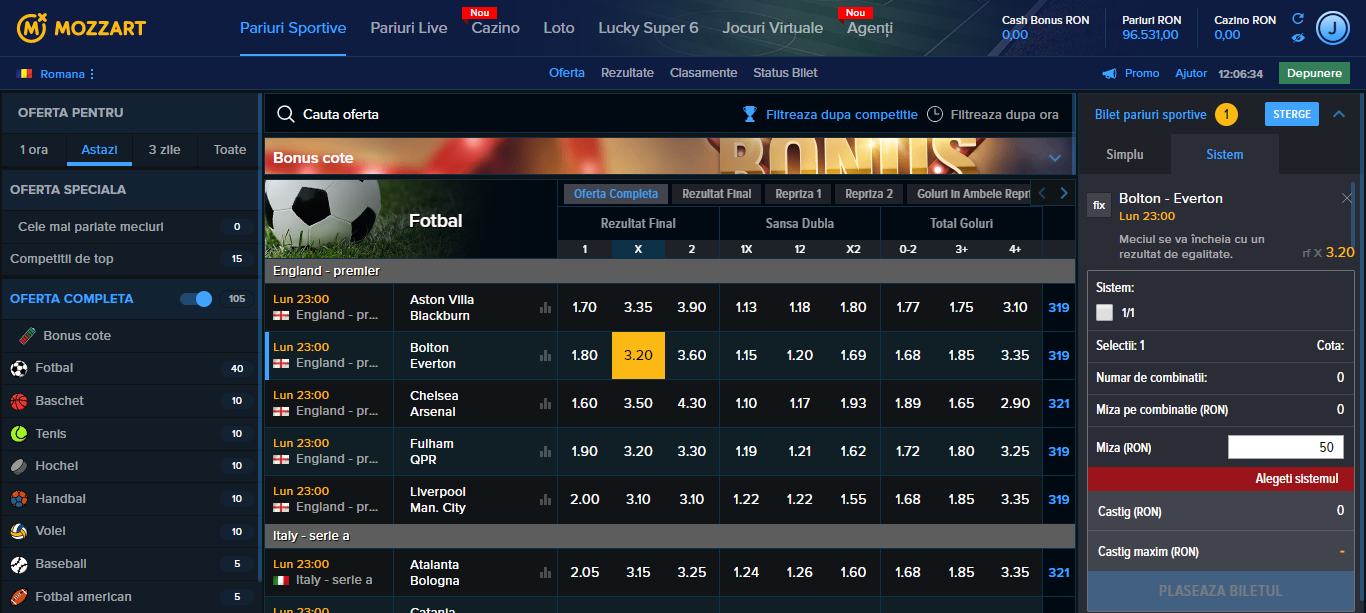 MOZZART
Pariuri Sportive
Pariuri Live
Nou
Cazino
Loto
Lucky Super 6
Jocuri Virtuale
Nou
Agenți
Cash Bonus RON
0,00
Pariuri RON
96.531,00
Cazino RON
0,00
J
Romana
Oferta
Rezultate
Clasamente
Status Bilet
Promo
Ajutor
12:06:34
Depunere
OFERTA PENTRU
1 ora
Astazi
3 zile
Toate
OFERTA SPECIALA
Cele mai pariate meciuri 0
Competitii de top 15
OFERTA COMPLETA 105
Bonus cote
Fotbal 40
Baschet 10
Tenis 10
Hochei 10
Handbal 10
Volei 10
Baseball 5
Fotbal american 5
Cauta oferta
Filtreaza dupa competitie
Filtreaza dupa ora
Bonus cote
BONUS
Fotbal
Oferta Completa
Rezultat Final
Repriza 1
Repriza 2
Goluri in Ambele Repri
Rezultat Final
Sansa Dubla
Total Goluri
1 X 2 1X 12 X2 0-2 3+ 4+
England - premier
Lun 23:00
England - pr...
Aston Villa
Blackburn
1.70 3.35 3.90 1.13 1.18 1.80 1.77 1.75 3.10 319
Lun 23:00
England - pr...
Bolton
Everton
1.80 3.20 3.60 1.15 1.20 1.69 1.68 1.85 3.35 319
Lun 23:00
England - pr...
Chelsea
Arsenal
1.60 3.50 4.30 1.10 1.17 1.93 1.89 1.65 2.90 321
Lun 23:00
England - pr...
Fulham
QPR
1.90 3.20 3.30 1.19 1.21 1.62 1.72 1.80 3.25 319
Lun 23:00
England - pr...
Liverpool
Man. City
2.00 3.10 3.10 1.22 1.22 1.55 1.68 1.85 3.35 319
Italy - serie a
Lun 23:00
Italy - serie a
Atalanta
Bologna
2.05 3.15 3.25 1.24 1.26 1.60 1.68 1.85 3.35 321
Lun 23:00
Catania
Bilet pariuri sportive 1
STERGE
Simplu
Sistem
fix
Bolton - Everton
Lun 23:00
Meciul se va încheia cu un
rezultat de egalitate.
rf X 3.20
Sistem:
1/1
Selectii: 1 Cota:
Numar de combinatii: 0
Miza pe combinatie (RON) 0
Miza (RON) 50
Alegeti sistemul
Castig (RON) 0
Castig maxim (RON) -
PLASEAZA BILETUL